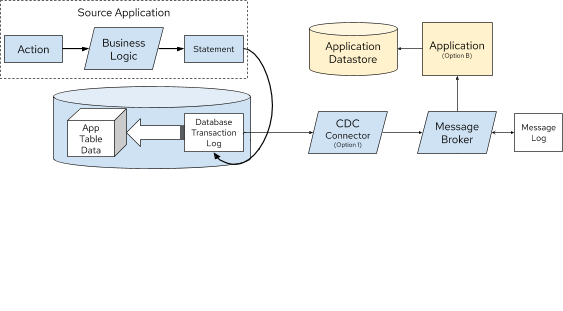 Source Application
Action
Business
Logic
Statement
Application
Datastore
Application
(Option B)
App
Table
Data
Database
Transaction
Log
CDC
Connector
(Option I)
Message
Broker
Message
Log